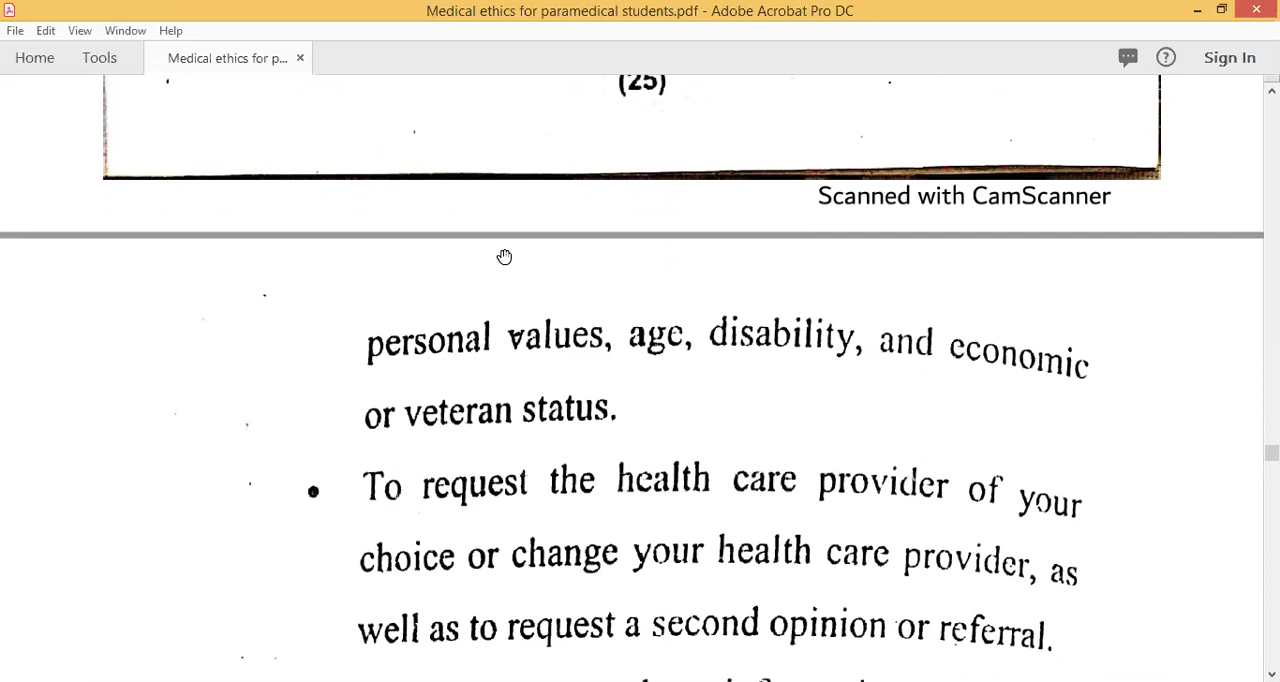 Medical ethics for paramedical students.pdf - Adobe Acrobat Pro DC
File Edit View Window Help
Home Tools Medical ethics for p... × Sign In
(25)
Scanned with CamScanner
personal values, age, disability, and economic
or veteran status.
• To request the health care provider of your
choice or change your health care provider, as
well as to request a second opinion or referral.